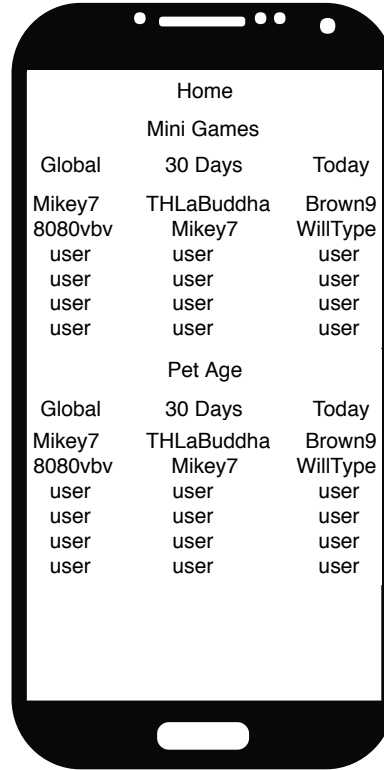 Home
Mini Games
Global 30 Days Today
Mikey7 THLaBuddha Brown9
8080vbv Mikey7 WillType
user user user
user user user
user user user
user user user
Pet Age
Global 30 Days Today
Mikey7 THLaBuddha Brown9
8080vbv Mikey7 WillType
user user user
user user user
user user user
user user user